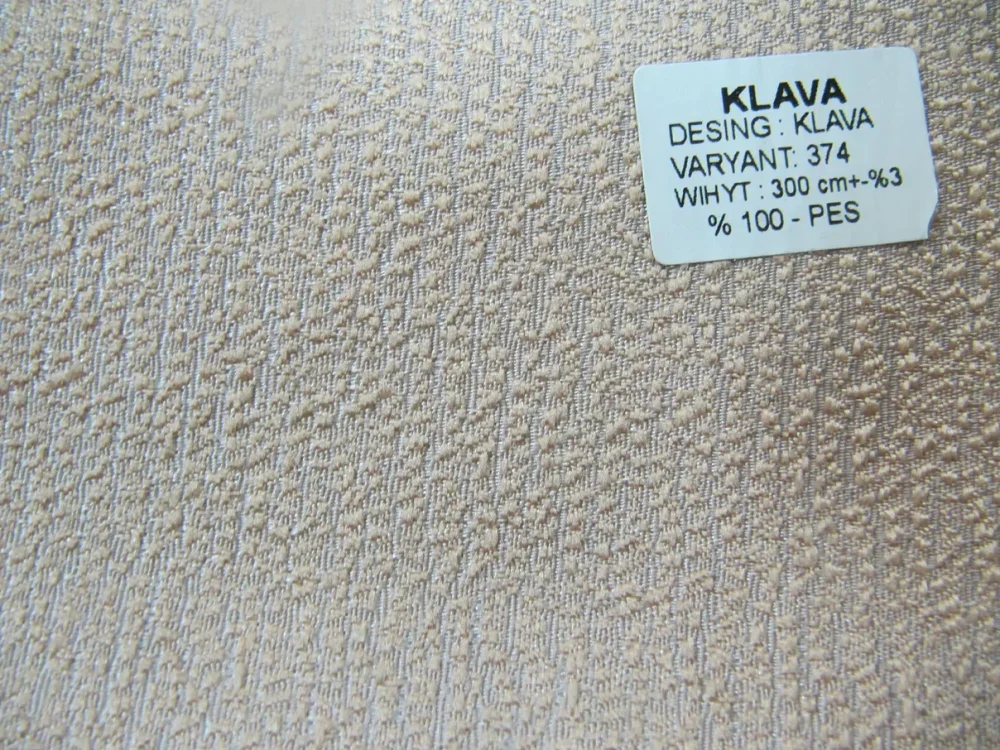 KLAVA
DESING : KLAVA
VARYANT: 374
WIHYT : 300 cm+-%3
% 100 - PES